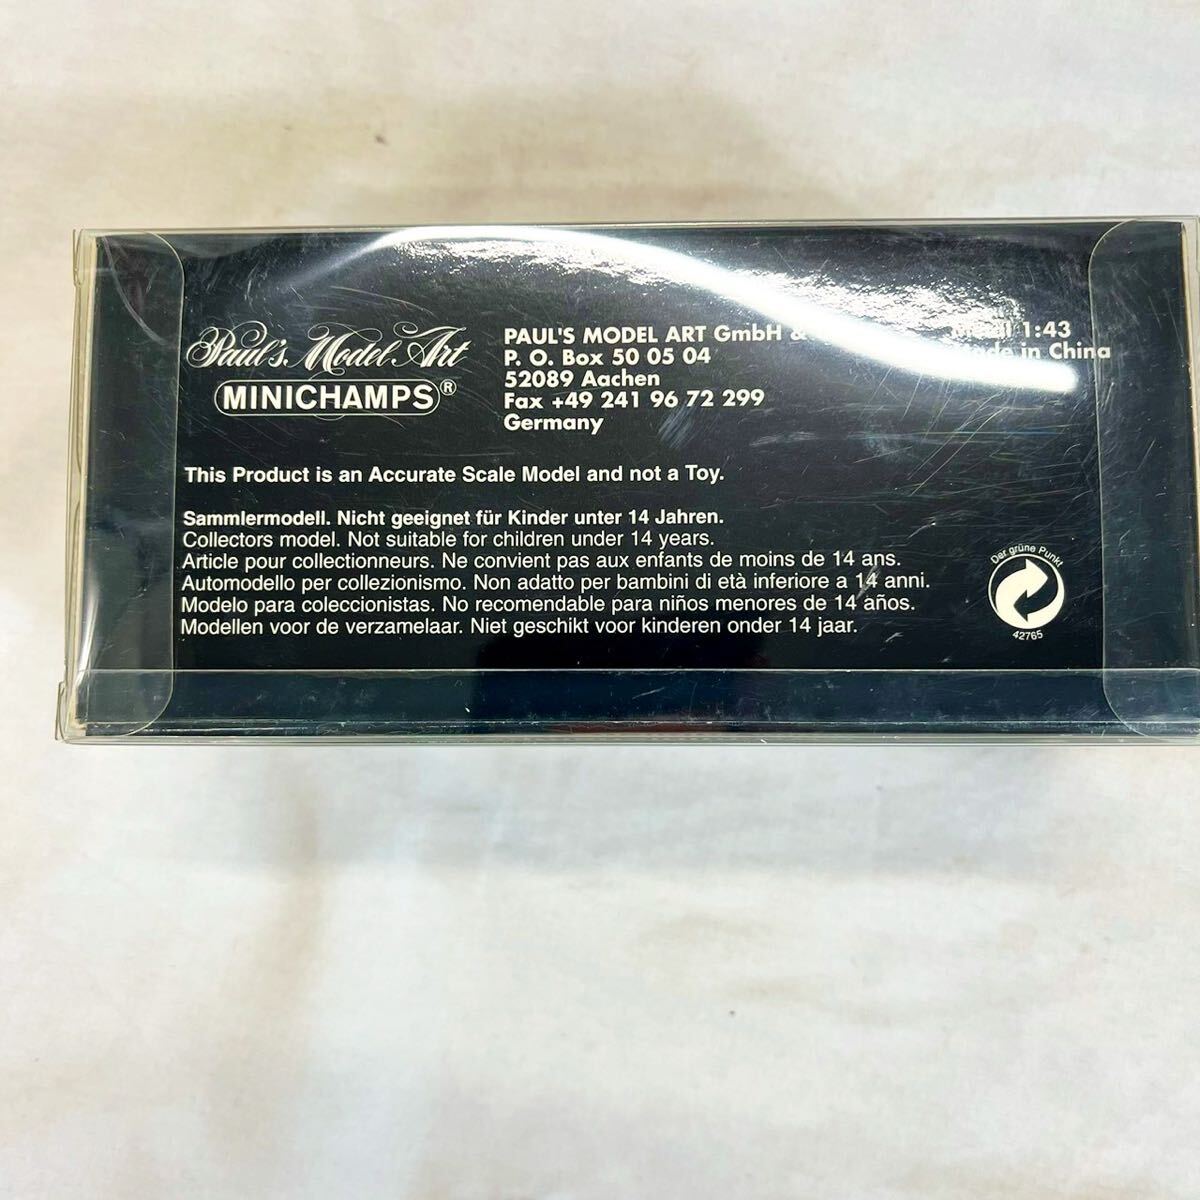 Paul's Model Art
MINICHAMPS®
PAUL'S MODEL ART GmbH &
P. O. Box 50 05 04
52089 Aachen
Fax +49 241 96 72 299
Germany
1:43
in China
This Product is an Accurate Scale Model and not a Toy.
Sammlermodell. Nicht geeignet für Kinder unter 14 Jahren.
Collectors model. Not suitable for children under 14 years.
Article pour collectionneurs. Ne convient pas aux enfants de moins de 14 ans.
Automodello per collezionismo. Non adatto per bambini di età inferiore a 14 anni.
Modelo para coleccionistas. No recomendable para niños menores de 14 años.
Modellen voor de verzamelaar. Niet geschikt voor kinderen onder 14 jaar.
Der grüne Punkt
42765